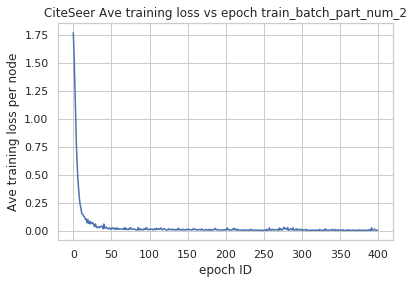 CiteSeer Ave training loss vs epoch train_batch_part_num_2
1.75
1.50
1.25
1.00
0.75
0.50
0.25
0.00
Ave training loss per node
0 50 100 150 200 250 300 350 400
epoch ID